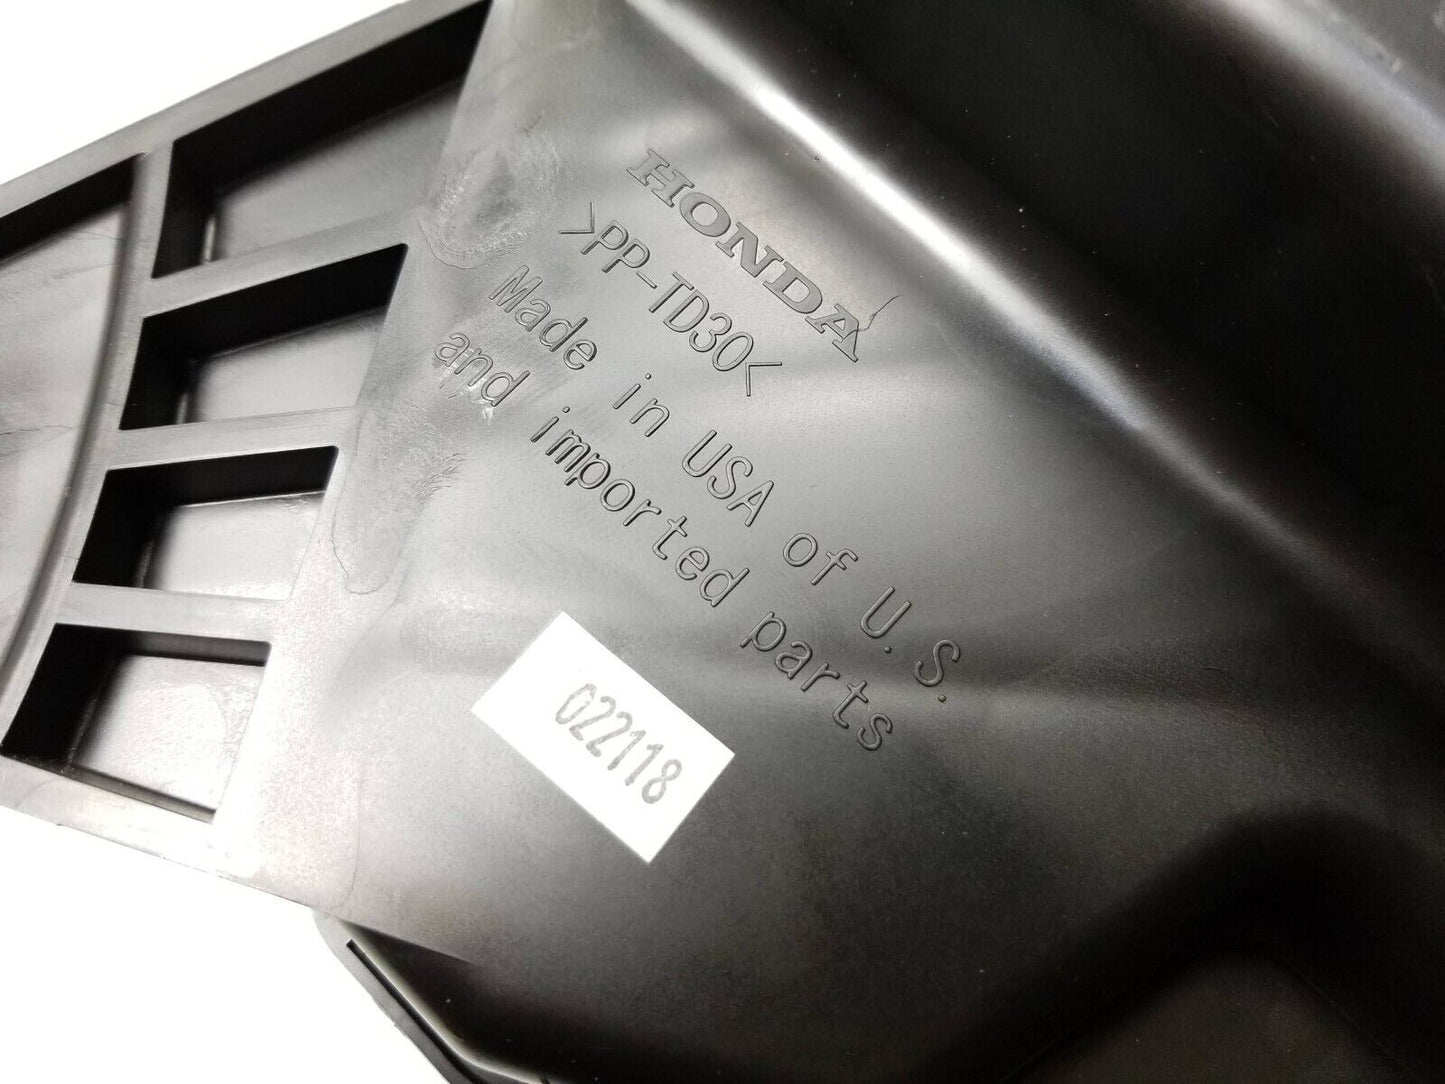 HONDA
>PP-TD30<
Made in USA of U.S.
and imported parts
022118